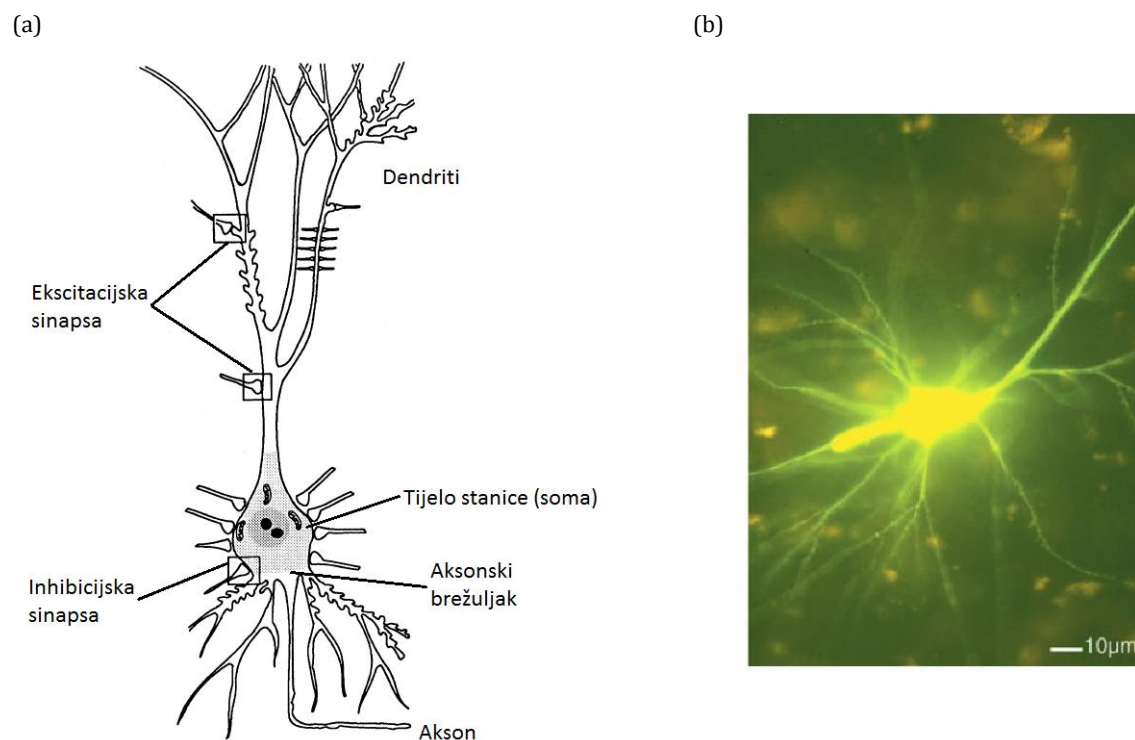 (a)
(b)
Dendriti
Ekscitacijska
sinapsa
Tijelo stanice (soma)
Aksonski
brežuljak
Inhibicijska
sinapsa
Akson
10µm